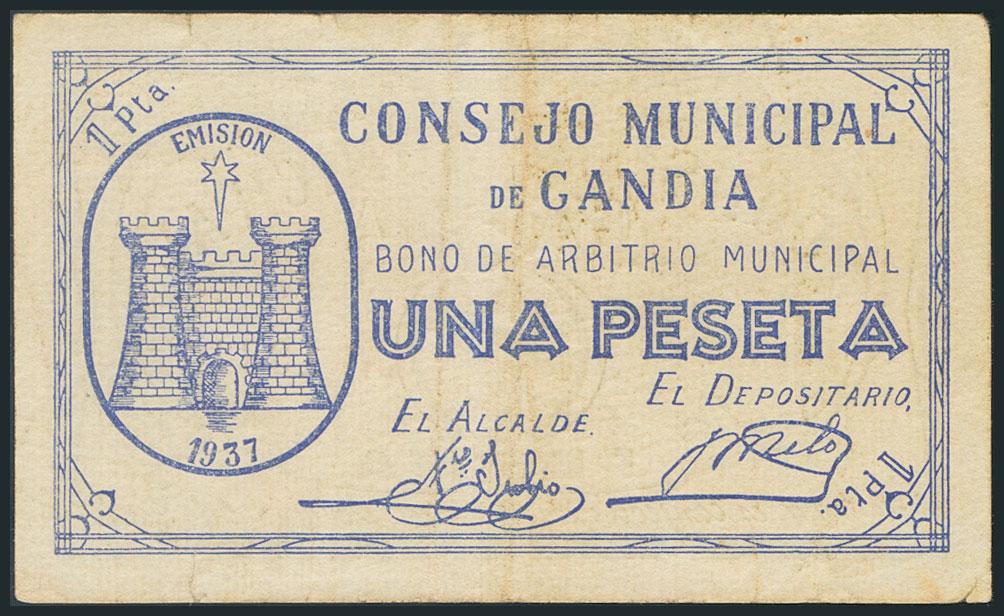 1 Pta.
EMISION
1937
CONSEJO MUNICIPAL
DE GANDIA
BONO DE ARBITRIO MUNICIPAL
UNA PESETA
EL ALCALDE.
EL DEPOSITARIO,
1 Pta.